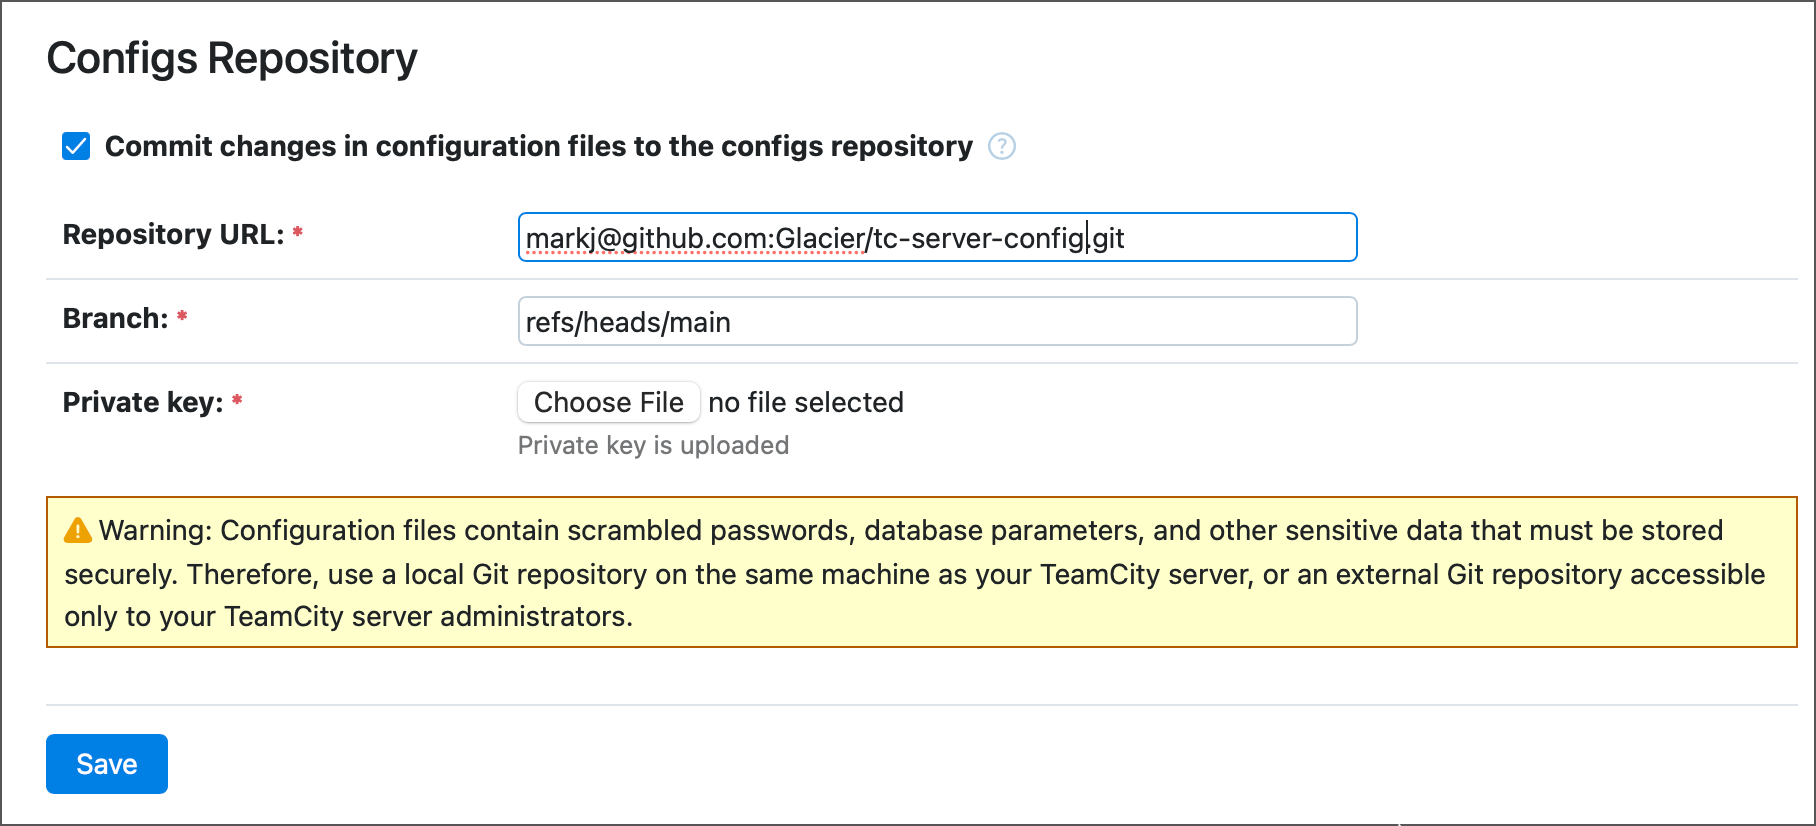 Configs Repository
Commit changes in configuration files to the configs repository ?
Repository URL: * markj@github.com:Glacier/tc-server-config.git
Branch: * refs/heads/main
Private key: * Choose File no file selected
Private key is uploaded
Warning: Configuration files contain scrambled passwords, database parameters, and other sensitive data that must be stored
securely. Therefore, use a local Git repository on the same machine as your TeamCity server, or an external Git repository accessible
only to your TeamCity server administrators.
Save